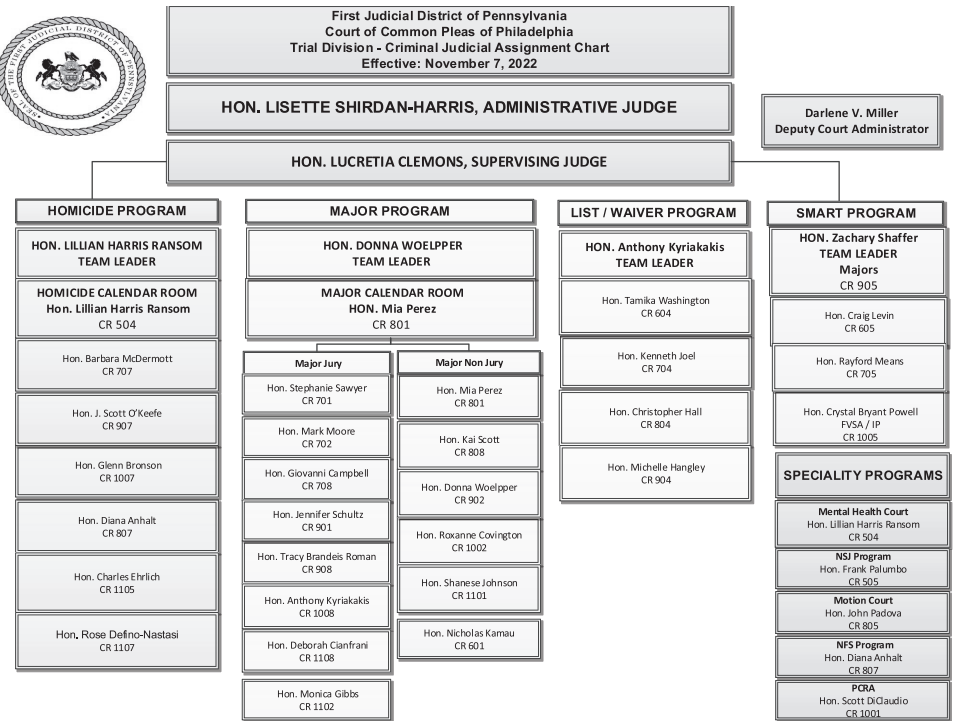 First Judicial District of Pennsylvania
Court of Common Pleas of Philadelphia
Trial Division - Criminal Judicial Assignment Chart
Effective: November 7, 2022
SEAL OF THE FIRST JUDICIAL DISTRICT OF PENNSYLVANIA
HON. LISETTE SHIRDAN-HARRIS, ADMINISTRATIVE JUDGE
Darlene V. Miller
Deputy Court Administrator
HON. LUCRETIA CLEMONS, SUPERVISING JUDGE
HOMICIDE PROGRAM
HON. LILLIAN HARRIS RANSOM
TEAM LEADER
HOMICIDE CALENDAR ROOM
Hon. Lillian Harris Ransom
CR 504
Hon. Barbara McDermott
CR 707
Hon. J. Scott O'Keefe
CR 907
Hon. Glenn Bronson
CR 1007
Hon. Diana Anhalt
CR 807
Hon. Charles Ehrlich
CR 1105
Hon. Rose Defino-Nastasi
CR 1107
MAJOR PROGRAM
HON. DONNA WOELPPER
TEAM LEADER
MAJOR CALENDAR ROOM
HON. Mia Perez
CR 801
Major Jury
Hon. Stephanie Sawyer
CR 701
Hon. Mark Moore
CR 702
Hon. Giovanni Campbell
CR 708
Hon. Jennifer Schultz
CR 901
Hon. Tracy Brandeis Roman
CR 908
Hon. Anthony Kyriakakis
CR 1008
Hon. Deborah Cianfrani
CR 1108
Hon. Monica Gibbs
CR 1102
Major Non Jury
Hon. Mia Perez
CR 801
Hon. Kai Scott
CR 808
Hon. Donna Woelpper
CR 902
Hon. Roxanne Covington
CR 1002
Hon. Shanese Johnson
CR 1101
Hon. Nicholas Kamau
CR 601
LIST / WAIVER PROGRAM
HON. Anthony Kyriakakis
TEAM LEADER
Hon. Tamika Washington
CR 604
Hon. Kenneth Joel
CR 704
Hon. Christopher Hall
CR 804
Hon. Michelle Hangley
CR 904
SMART PROGRAM
HON. Zachary Shaffer
TEAM LEADER
Majors
CR 905
Hon. Craig Levin
CR 605
Hon. Rayford Means
CR 705
Hon. Crystal Bryant Powell
FVSA / IP
CR 1005
SPECIALITY PROGRAMS
Mental Health Court
Hon. Lillian Harris Ransom
CR 504
NSJ Program
Hon. Frank Palumbo
CR 505
Motion Court
Hon. John Padova
CR 805
NFS Program
Hon. Diana Anhalt
CR 807
PCRA
Hon. Scott DiClaudio
CR 1001